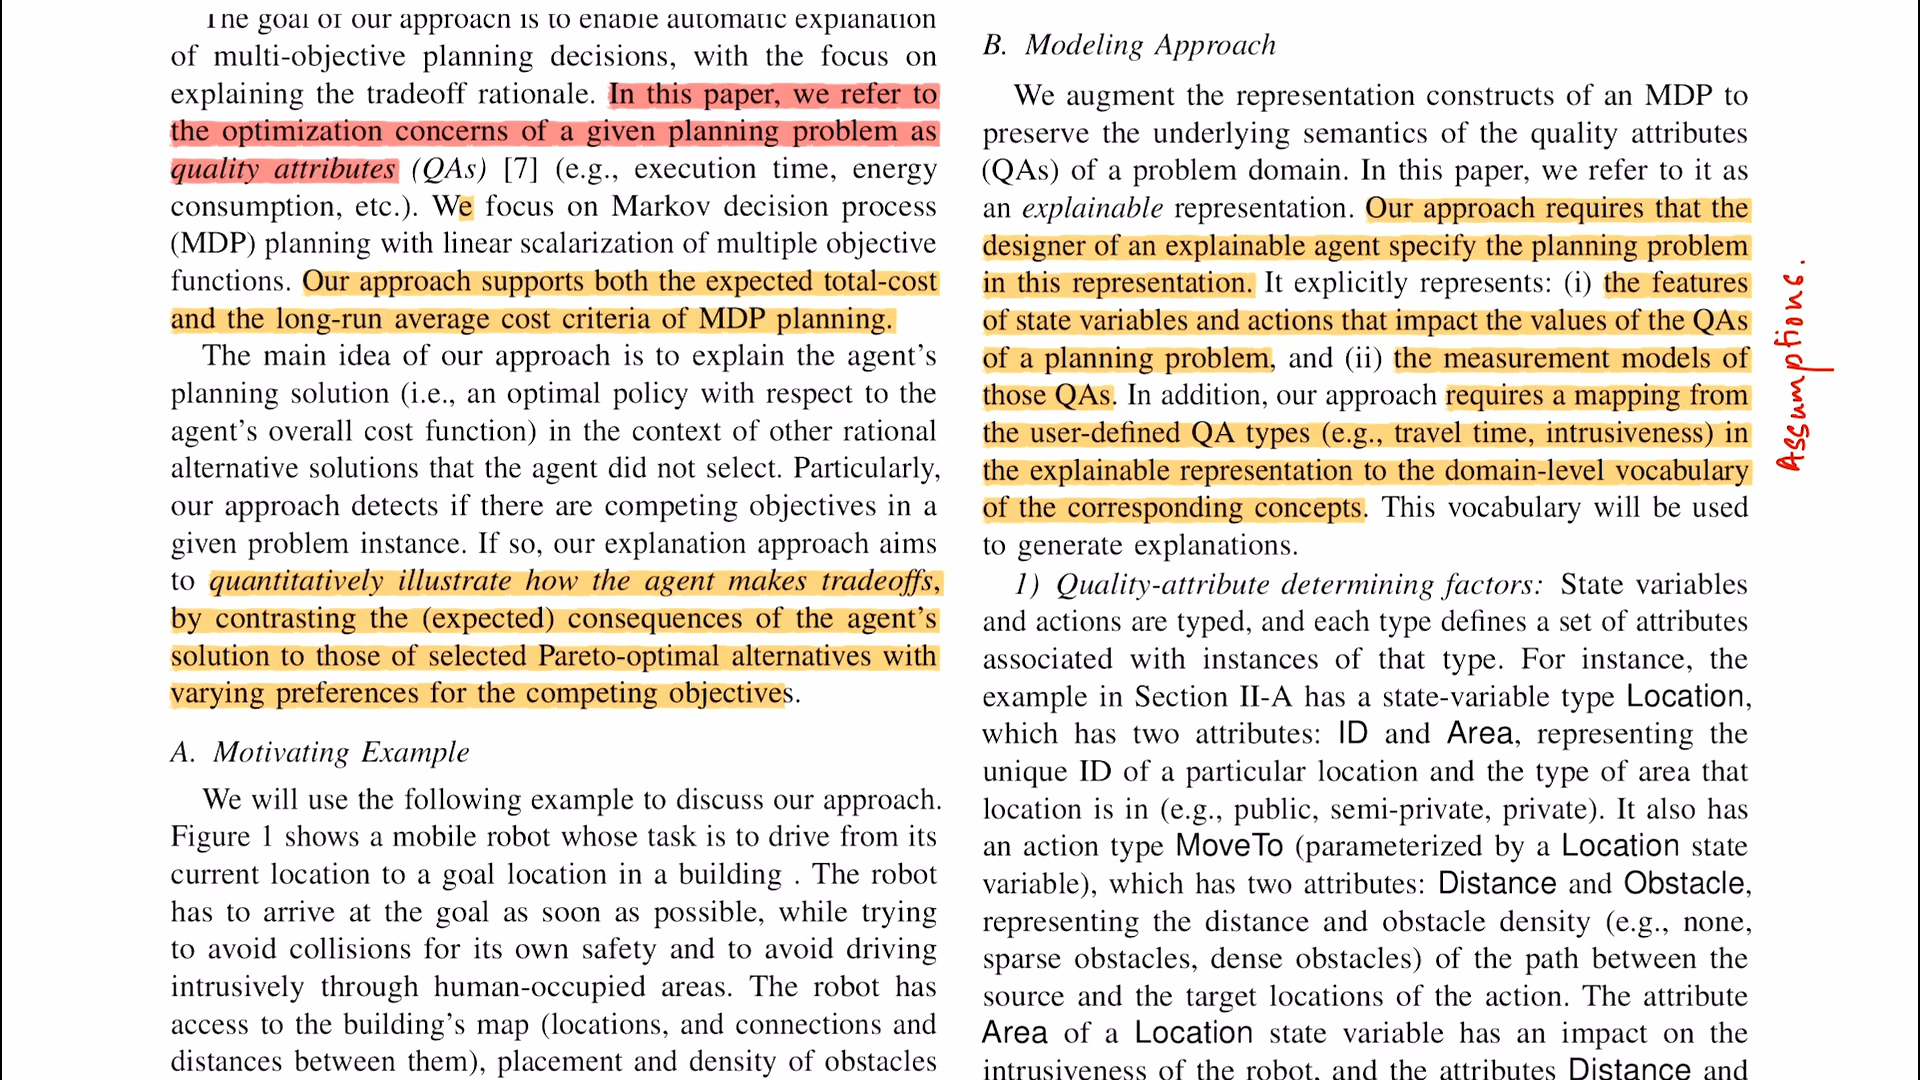 The goal of our approach is to enable automatic explanation
of multi-objective planning decisions, with the focus on
explaining the tradeoff rationale. In this paper, we refer to
the optimization concerns of a given planning problem as
quality attributes (QAs) [7] (e.g., execution time, energy
consumption, etc.). We focus on Markov decision process
(MDP) planning with linear scalarization of multiple objective
functions. Our approach supports both the expected total-cost
and the long-run average cost criteria of MDP planning.
The main idea of our approach is to explain the agent's
planning solution (i.e., an optimal policy with respect to the
agent's overall cost function) in the context of other rational
alternative solutions that the agent did not select. Particularly,
our approach detects if there are competing objectives in a
given problem instance. If so, our explanation approach aims
to quantitatively illustrate how the agent makes tradeoffs,
by contrasting the (expected) consequences of the agent's
solution to those of selected Pareto-optimal alternatives with
varying preferences for the competing objectives.
A. Motivating Example
We will use the following example to discuss our approach.
Figure 1 shows a mobile robot whose task is to drive from its
current location to a goal location in a building . The robot
has to arrive at the goal as soon as possible, while trying
to avoid collisions for its own safety and to avoid driving
intrusively through human-occupied areas. The robot has
access to the building's map (locations, and connections and
distances between them), placement and density of obstacles
B. Modeling Approach
We augment the representation constructs of an MDP to
preserve the underlying semantics of the quality attributes
(QAs) of a problem domain. In this paper, we refer to it as
an explainable representation. Our approach requires that the
designer of an explainable agent specify the planning problem
in this representation. It explicitly represents: (i) the features
of state variables and actions that impact the values of the QAs
of a planning problem, and (ii) the measurement models of
those QAs. In addition, our approach requires a mapping from
the user-defined QA types (e.g., travel time, intrusiveness) in
the explainable representation to the domain-level vocabulary
of the corresponding concepts. This vocabulary will be used
to generate explanations.
1) Quality-attribute determining factors: State variables
and actions are typed, and each type defines a set of attributes
associated with instances of that type. For instance, the
example in Section II-A has a state-variable type Location,
which has two attributes: ID and Area, representing the
unique ID of a particular location and the type of area that
location is in (e.g., public, semi-private, private). It also has
an action type MoveTo (parameterized by a Location state
variable), which has two attributes: Distance and Obstacle,
representing the distance and obstacle density (e.g., none,
sparse obstacles, dense obstacles) of the path between the
source and the target locations of the action. The attribute
Area of a Location state variable has an impact on the
intrusiveness of the robot, and the attributes Distance and
Assumptions.